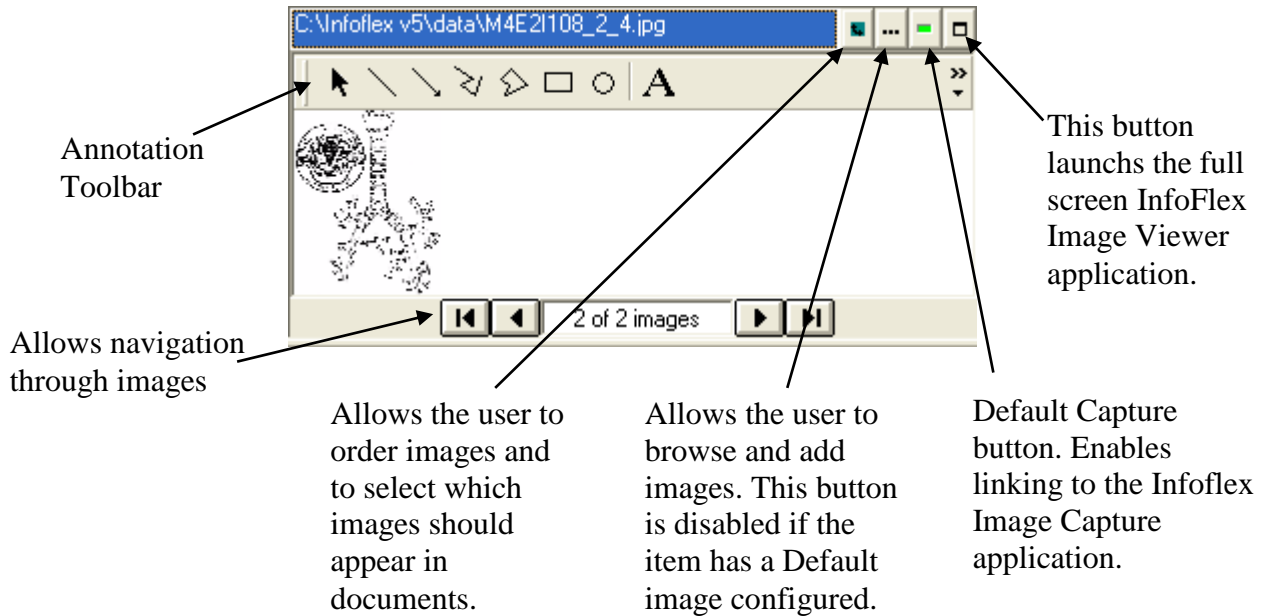 C:\Infoflex v5\data\M4E2I108_2_4.jpg
...
A
»
Annotation
Toolbar
This button
launchs the full
screen InfoFlex
Image Viewer
application.
2 of 2 images
Allows navigation
through images
Allows the user to
order images and
to select which
images should
appear in
documents.
Allows the user to
browse and add
images. This button
is disabled if the
item has a Default
image configured.
Default Capture
button. Enables
linking to the Infoflex
Image Capture
application.